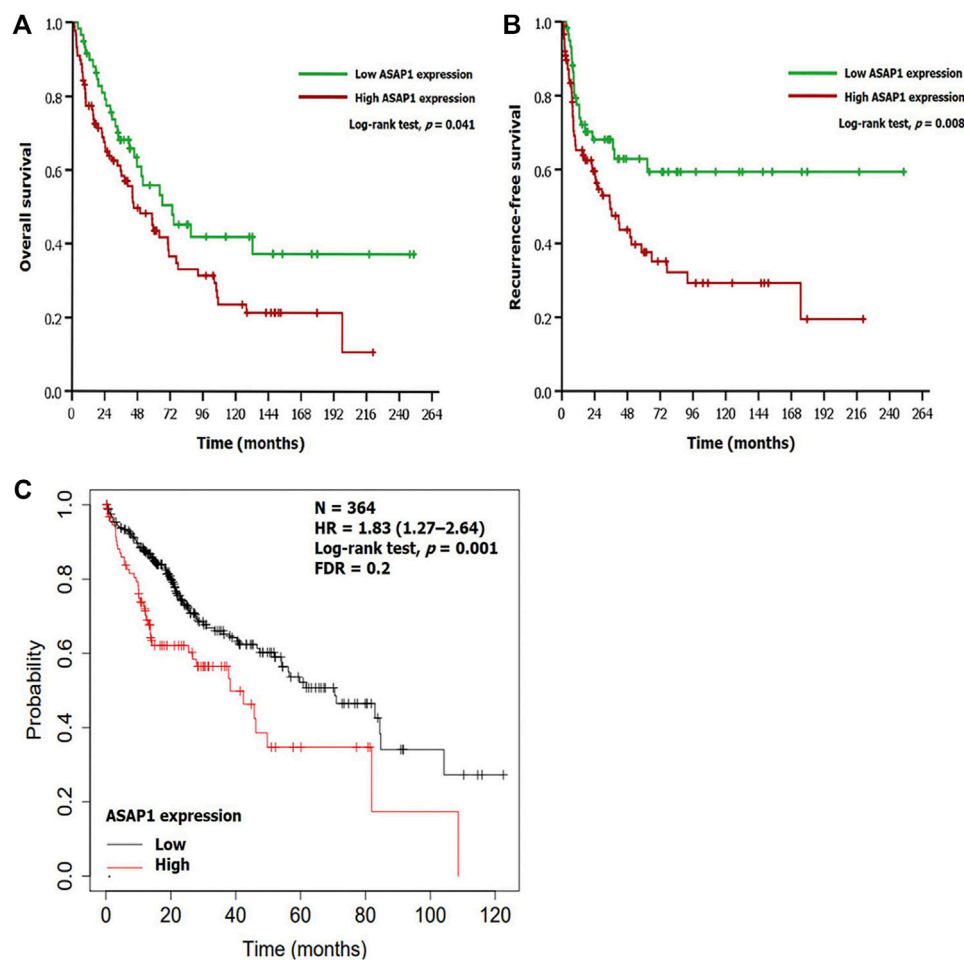 A
Overall survival
1.0
0.8
0.6
0.4
0.2
0.0
Low ASAP1 expression
High ASAP1 expression
Log-rank test, p = 0.041
0 24 48 72 96 120 144 168 192 216 240 264
Time (months)
B
Recurrence-free survival
1.0
0.8
0.6
0.4
0.2
0.0
Low ASAP1 expression
High ASAP1 expression
Log-rank test, p = 0.008
0 24 48 72 96 120 144 168 192 216 240 264
Time (months)
C
Probability
1.0
0.8
0.6
0.4
0.2
0.0
N = 364
HR = 1.83 (1.27–2.64)
Log-rank test, p = 0.001
FDR = 0.2
ASAP1 expression
Low
High
0 20 40 60 80 100 120
Time (months)